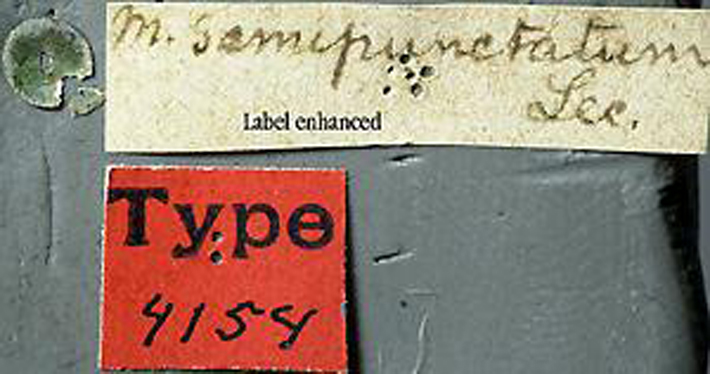 M. semipunctatum
Lec.
Label enhanced
Type
4154